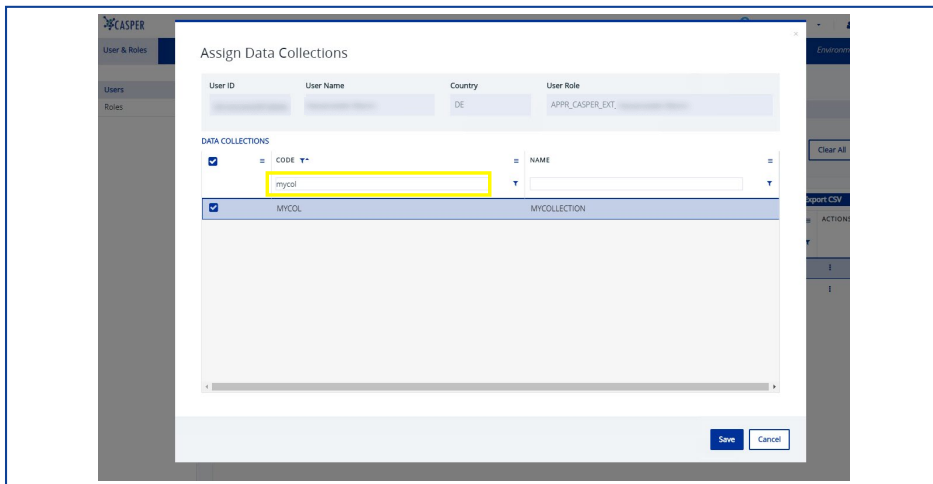 CASPER
User & Roles
Environm
Users
Roles
Assign Data Collections
×
User ID User Name Country User Role
DE APPR_CASPER_EXT_
DATA COLLECTIONS
CODE NAME
mycol
MYCOL MYCOLLECTION
Clear All
Export CSV
ACTIONS
Save Cancel